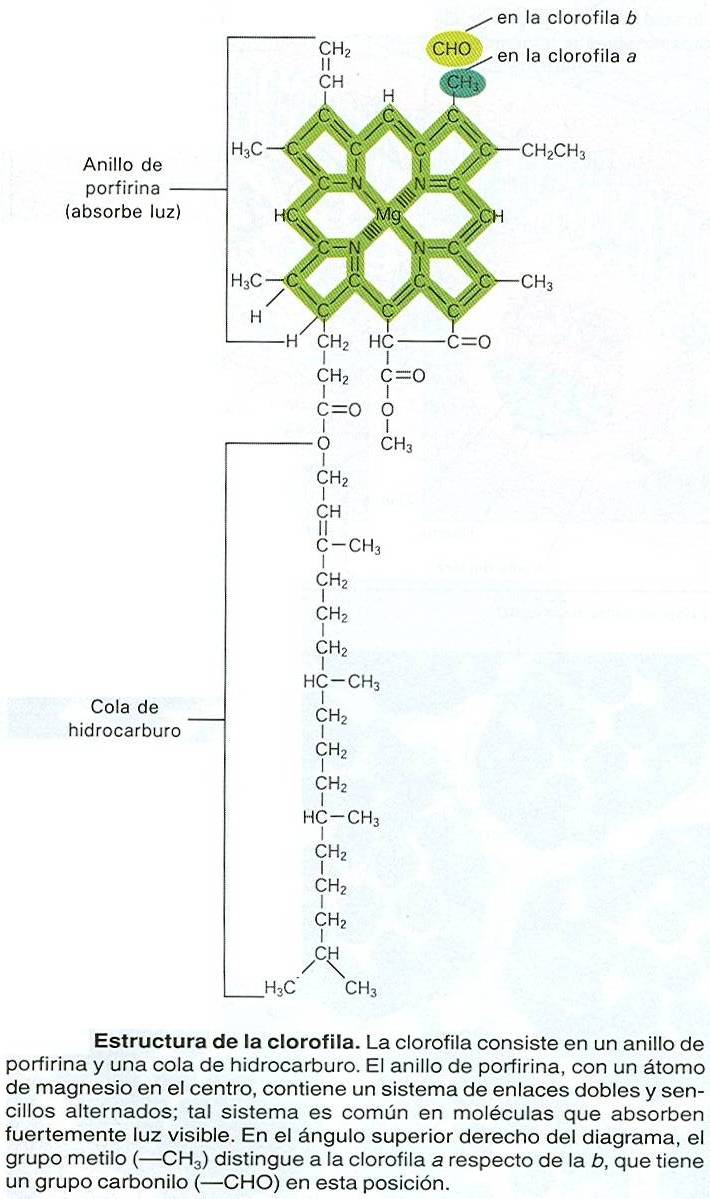 en la clorofila b
CH₂
CHO
en la clorofila a
CH
CH₃
H
C C C
H₃C C C C C CH₂CH₃
Anillo de
porfirina
(absorbe luz)
C N N C
HC Mg CH
C N N C
H₃C C C C C CH₃
H
C C C
H CH₂ HC C=O
CH₂ C=O
C=O O
O CH₃
CH₂
CH
C–CH₃
CH₂
CH₂
CH₂
HC–CH₃
Cola de
hidrocarburo
CH₂
CH₂
CH₂
HC–CH₃
CH₂
CH₂
CH₂
CH
H₃C CH₃
Estructura de la clorofila. La clorofila consiste en un anillo de
porfirina y una cola de hidrocarburo. El anillo de porfirina, con un átomo
de magnesio en el centro, contiene un sistema de enlaces dobles y sen-
cillos alternados; tal sistema es común en moléculas que absorben
fuertemente luz visible. En el ángulo superior derecho del diagrama, el
grupo metilo (—CH₃) distingue a la clorofila a respecto de la b, que tiene
un grupo carbonilo (—CHO) en esta posición.